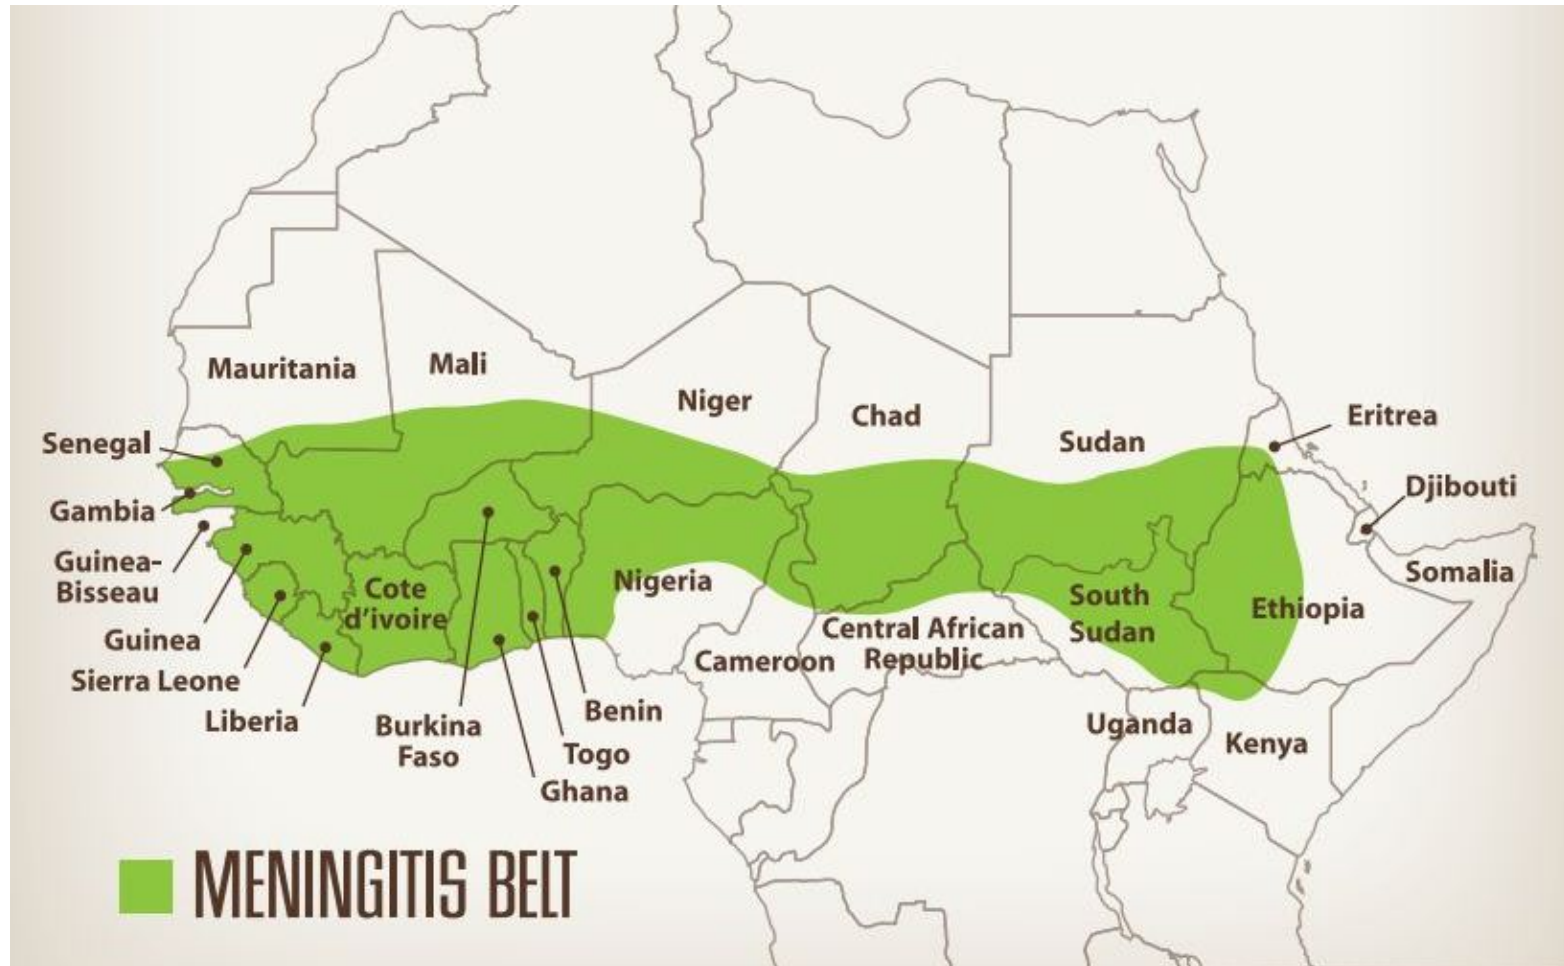 Mauritania
Mali
Niger
Chad
Sudan
Eritrea
Senegal
Djibouti
Gambia
Guinea-
Bissau
Guinea
Sierra Leone
Liberia
Cote
d'ivoire
Burkina
Faso
Benin
Togo
Ghana
Nigeria
Cameroon
Central African
Republic
South
Sudan
Ethiopia
Somalia
Uganda
Kenya
MENINGITIS BELT